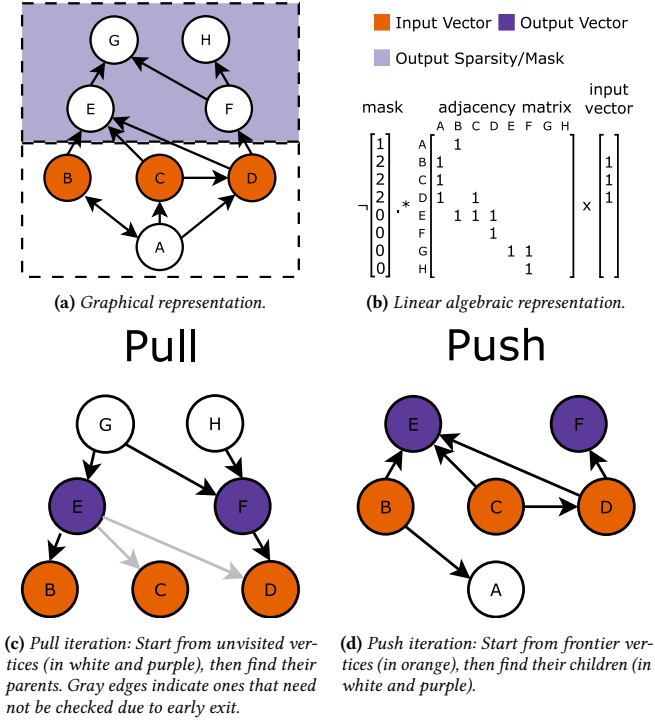 G
H
E
F
B
C
D
A
(a) Graphical representation.
Input Vector
Output Vector
Output Sparsity/Mask
mask
adjacency matrix
input
vector
A B C D E F G H
1 A 1
2 B 1 1
2 C 1 1
2 D 1 1 1
¬ .* x
0 E 1 1 1
0 F 1
0 G 1 1
0 H 1
(b) Linear algebraic representation.
Pull
Push
G
H
E
F
B
C
D
(c) Pull iteration: Start from unvisited ver-
tices (in white and purple), then find their
parents. Gray edges indicate ones that need
not be checked due to early exit.
E
F
B
C
D
A
(d) Push iteration: Start from frontier ver-
tices (in orange), then find their children (in
white and purple).